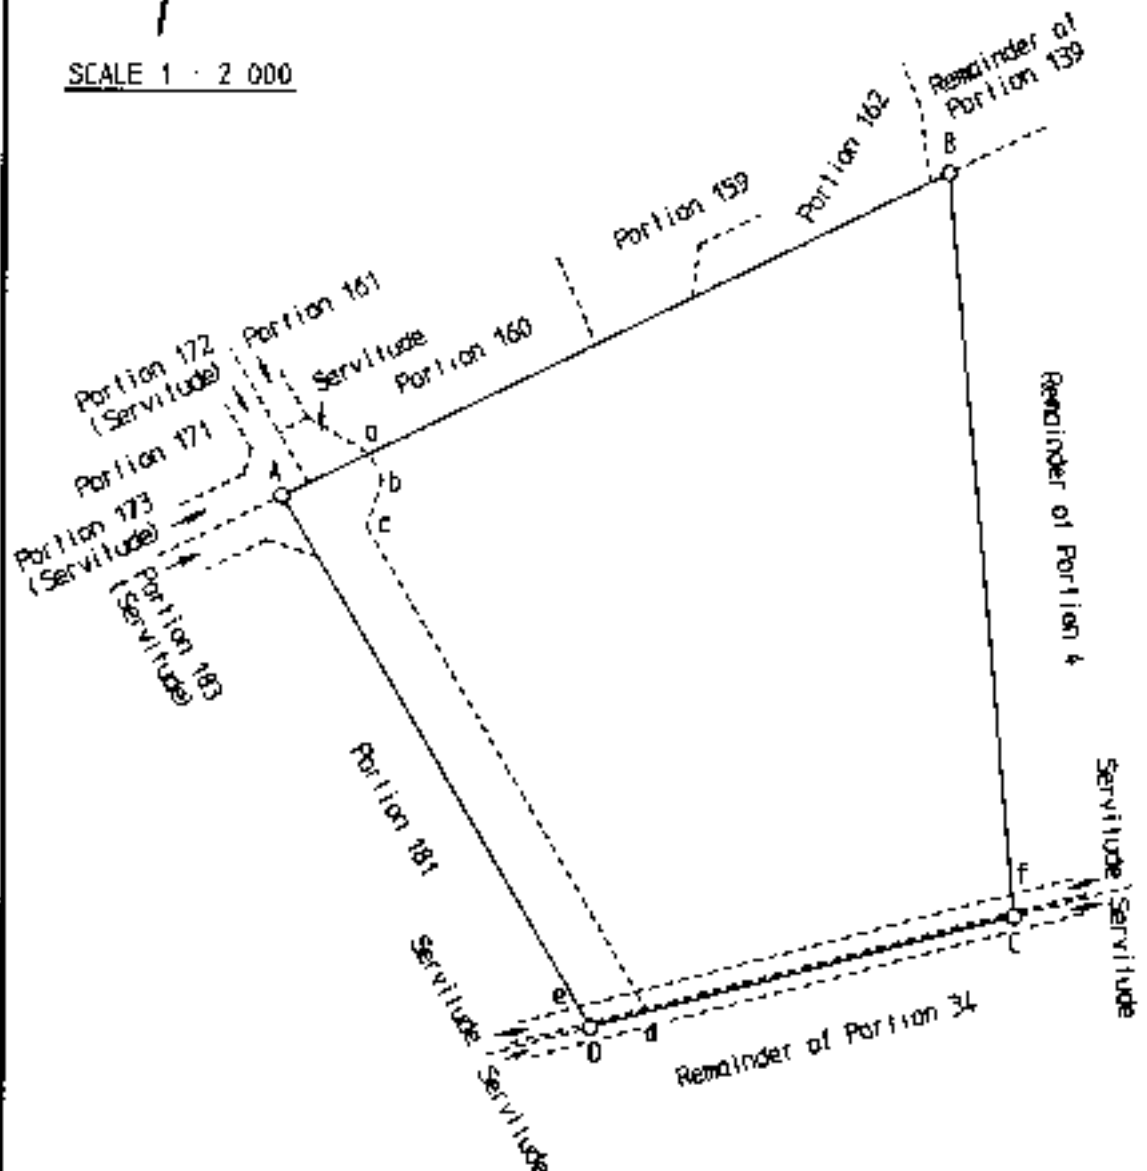 SCALE 1 : 2 000
Remainder of
Portion 139
B
Portion 162
Portion 159
Portion 161
Servitude
Portion 160
Portion 172
(Servitude)
Portion 171
A
a
b
c
Portion 173
(Servitude)
Portion 183
(Servitude)
Remainder of Portion 4
Portion 181
Servitude
Servitude
f
C
e
D
d
Servitude
Servitude
Remainder of Portion 34